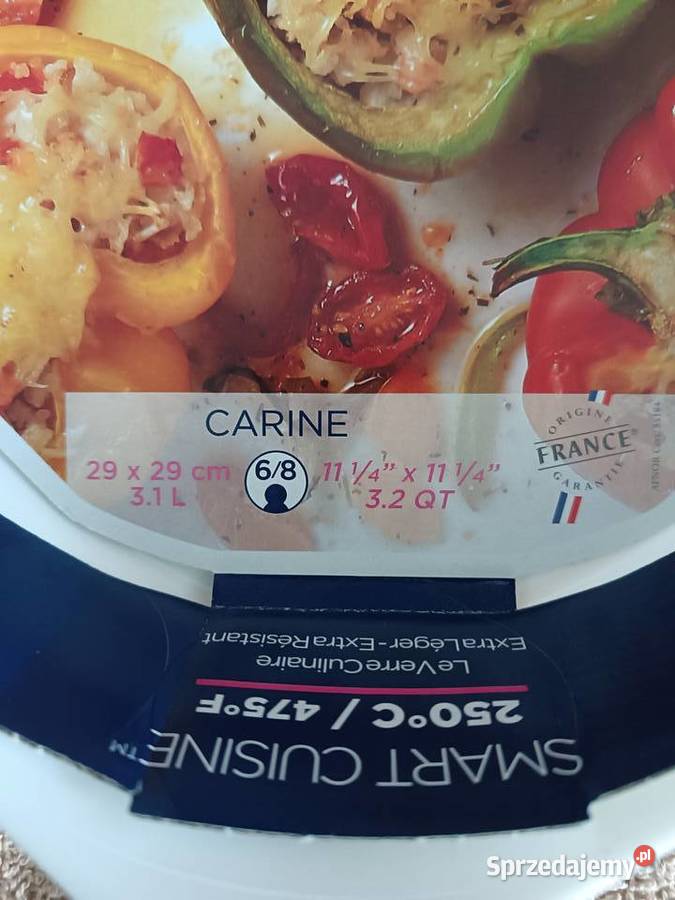 CARINE
29 x 29 cm 6/8 11 ¼” x 11 ¼”
3.1 L 3.2 QT
ORIGINE
FRANCE®
GARANTIE
SMART CUISINE™
250°C / 475°F
Le Verre Culinaire
Extra Léger - Extra Résistant
Sprzedajemy.pl